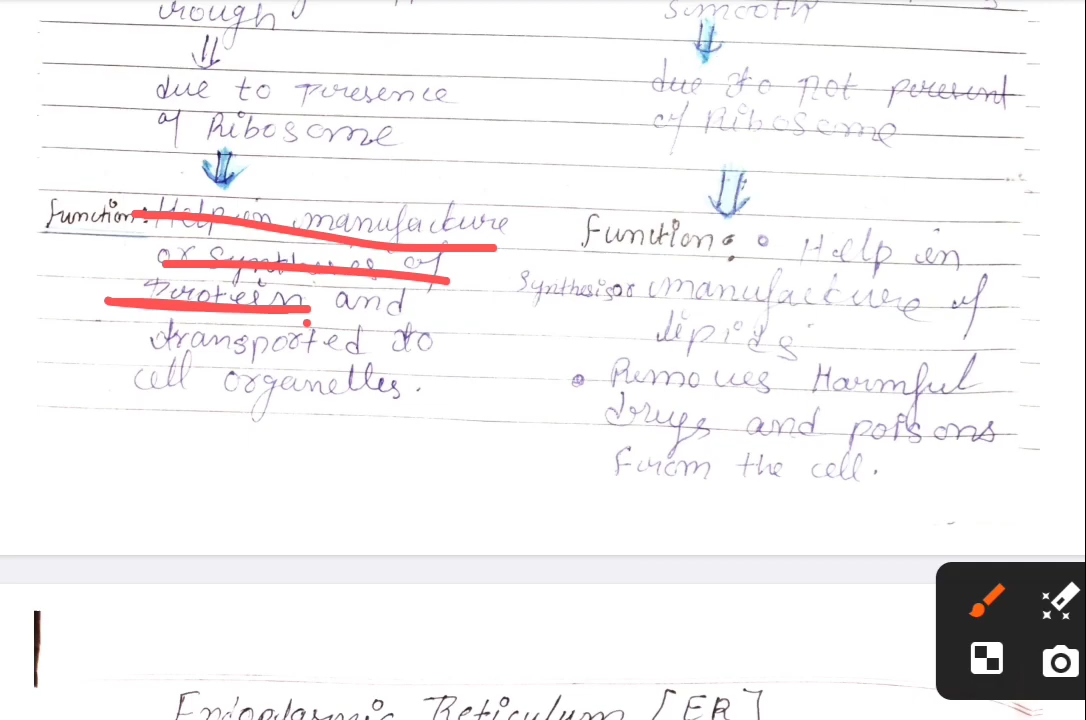 rough
due to presence
of Ribosome
Function: Help in manufacture
or synthesis of
Protein and
transported to
cell organelles.
smooth
due to not present
of Ribosome
Function: • Help in
Synthesis or manufacture of
lipids
• Removes Harmful
drugs and poisons
From the cell.
Endoplasmic Reticulum [ER]